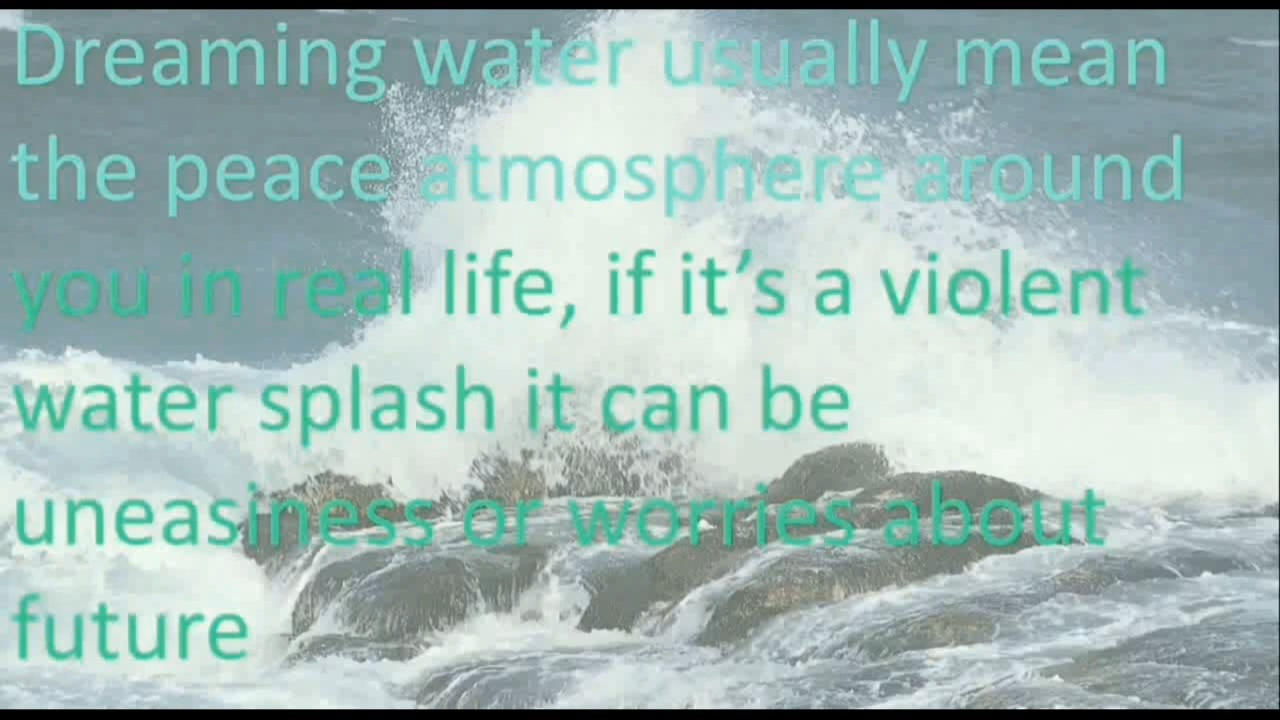 Dreaming water usually mean
the peace atmosphere around
you in real life, if it’s a violent
water splash it can be
uneasiness or worries about
future